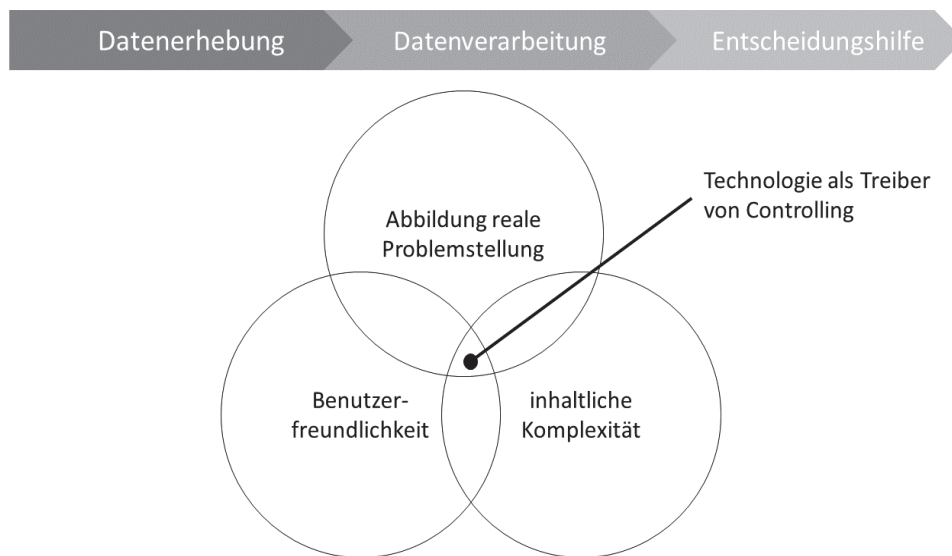 Datenerhebung
Datenverarbeitung
Entscheidungshilfe
Technologie als Treiber
von Controlling
Abbildung reale
Problemstellung
Benutzer-
freundlichkeit
inhaltliche
Komplexität